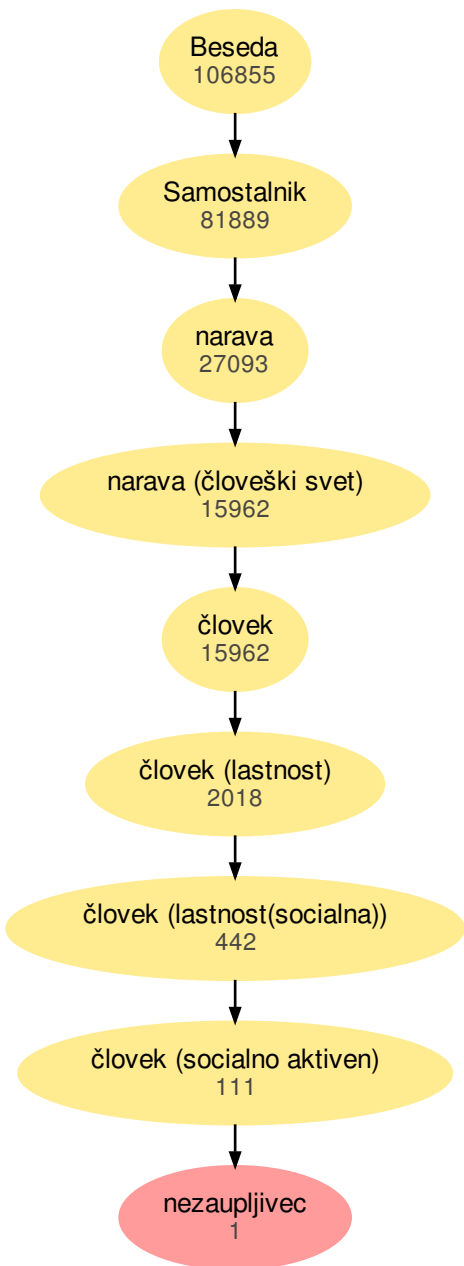 Beseda
106855
Samostalnik
81889
narava
27093
narava (človeški svet)
15962
človek
15962
človek (lastnost)
2018
človek (lastnost(socialna))
442
človek (socialno aktiven)
111
nezaupljivec
1